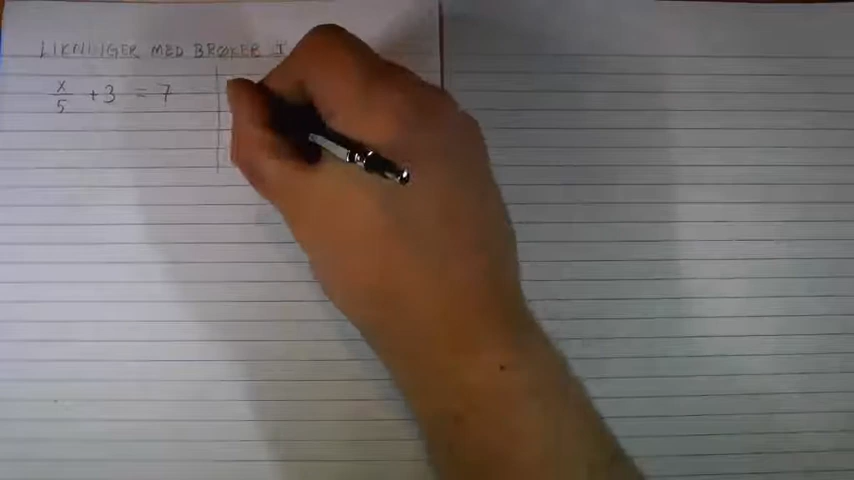 LIKNINGER MED BRØKER I
x/5 + 3 = 7